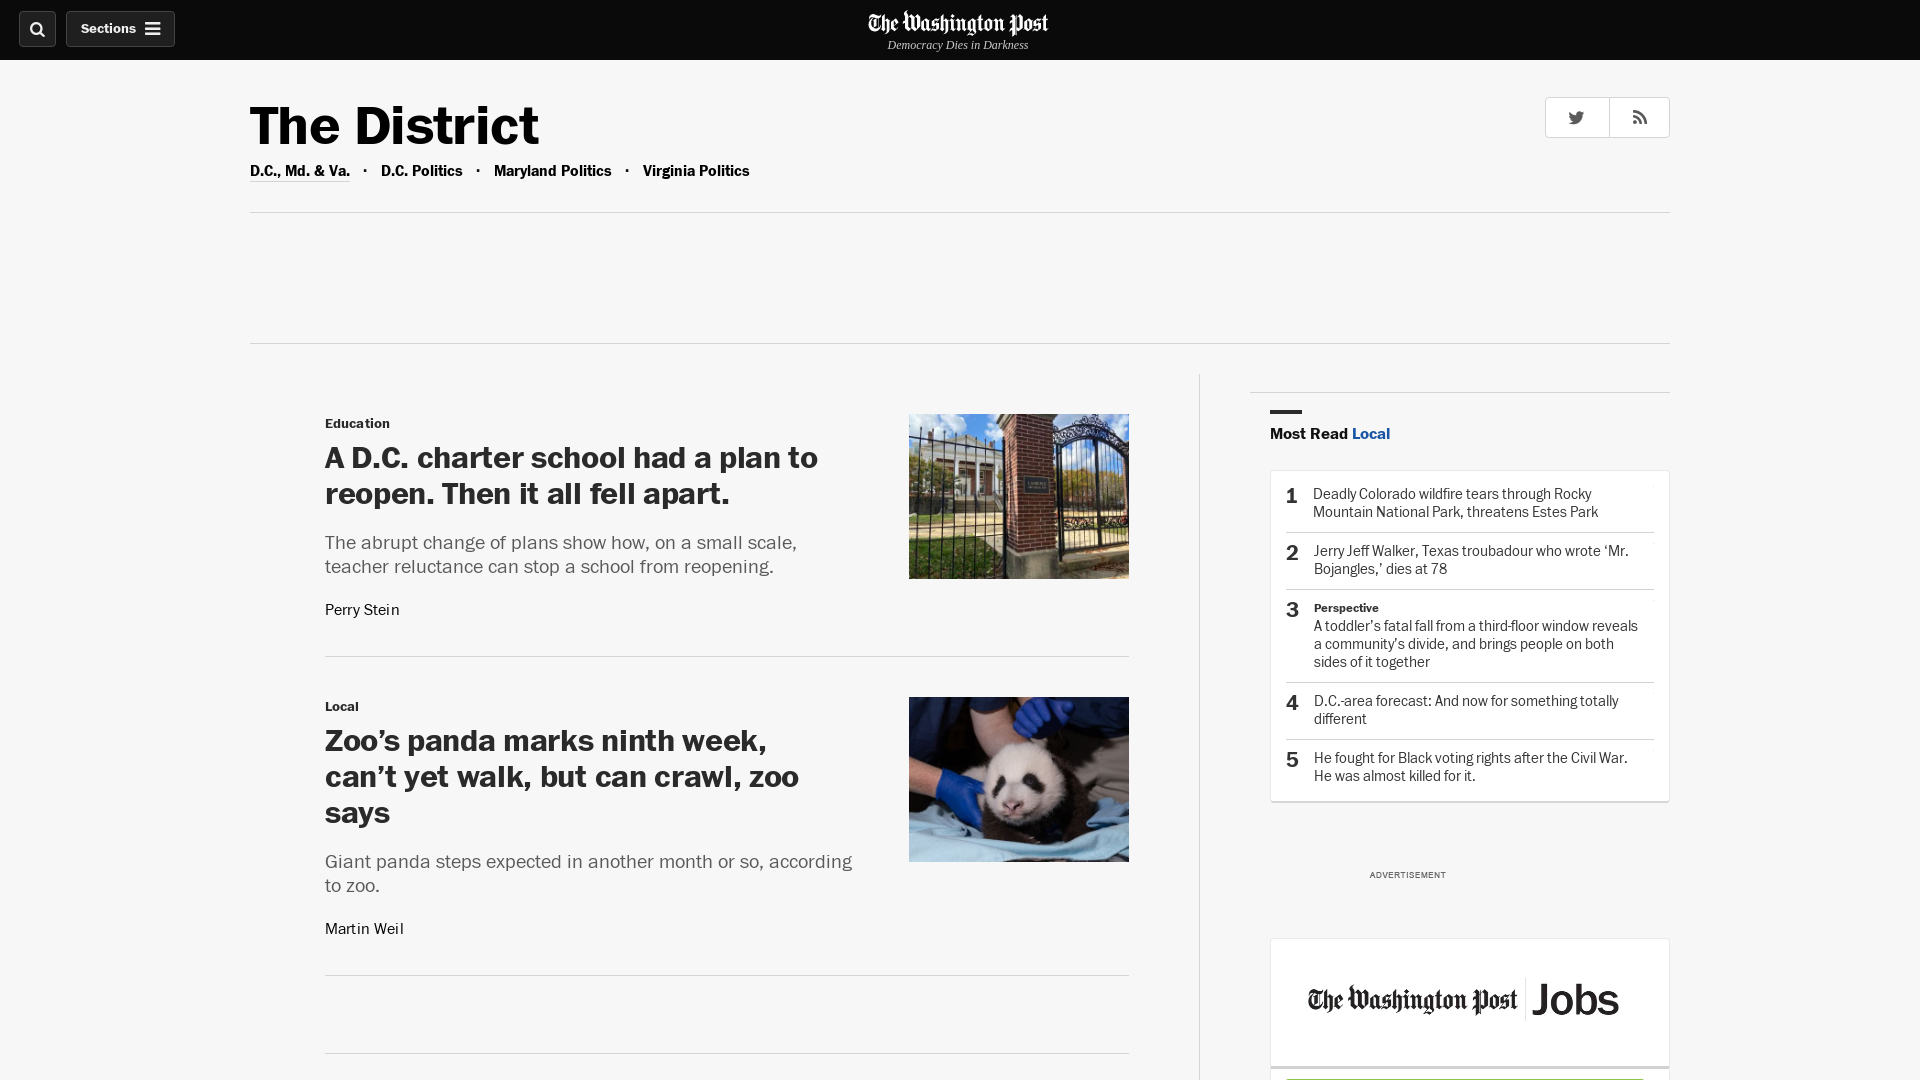 Sections
The Washington Post
Democracy Dies in Darkness
The District
D.C., Md. & Va. · D.C. Politics · Maryland Politics · Virginia Politics
Education
A D.C. charter school had a plan to
reopen. Then it all fell apart.
The abrupt change of plans show how, on a small scale,
teacher reluctance can stop a school from reopening.
Perry Stein
Local
Zoo’s panda marks ninth week,
can’t yet walk, but can crawl, zoo
says
Giant panda steps expected in another month or so, according
to zoo.
Martin Weil
Most Read Local
1 Deadly Colorado wildfire tears through Rocky
Mountain National Park, threatens Estes Park
2 Jerry Jeff Walker, Texas troubadour who wrote ‘Mr.
Bojangles,’ dies at 78
3 Perspective
A toddler’s fatal fall from a third-floor window reveals
a community’s divide, and brings people on both
sides of it together
4 D.C.-area forecast: And now for something totally
different
5 He fought for Black voting rights after the Civil War.
He was almost killed for it.
ADVERTISEMENT
The Washington Post Jobs